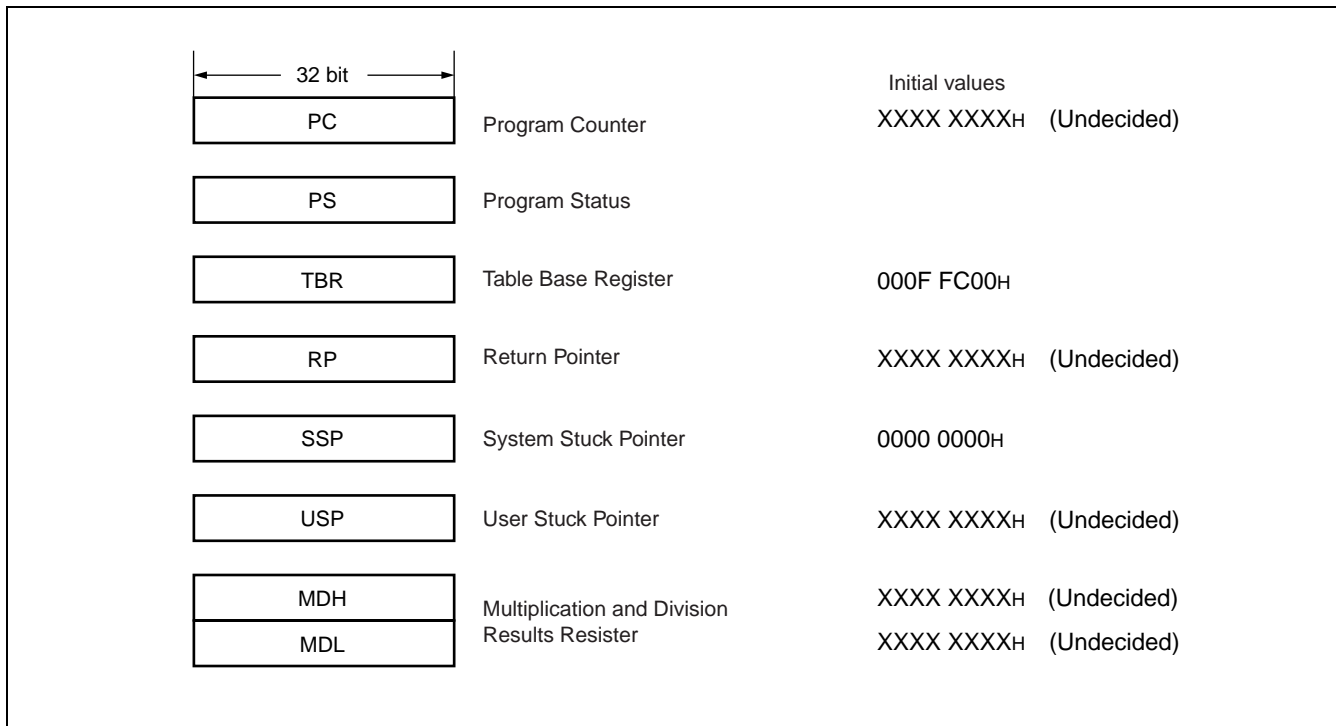 32 bit
Initial values
PC Program Counter XXXX XXXXH (Undecided)
PS Program Status
TBR Table Base Register 000F FC00H
RP Return Pointer XXXX XXXXH (Undecided)
SSP System Stuck Pointer 0000 0000H
USP User Stuck Pointer XXXX XXXXH (Undecided)
MDH Multiplication and Division XXXX XXXXH (Undecided)
MDL Results Resister XXXX XXXXH (Undecided)